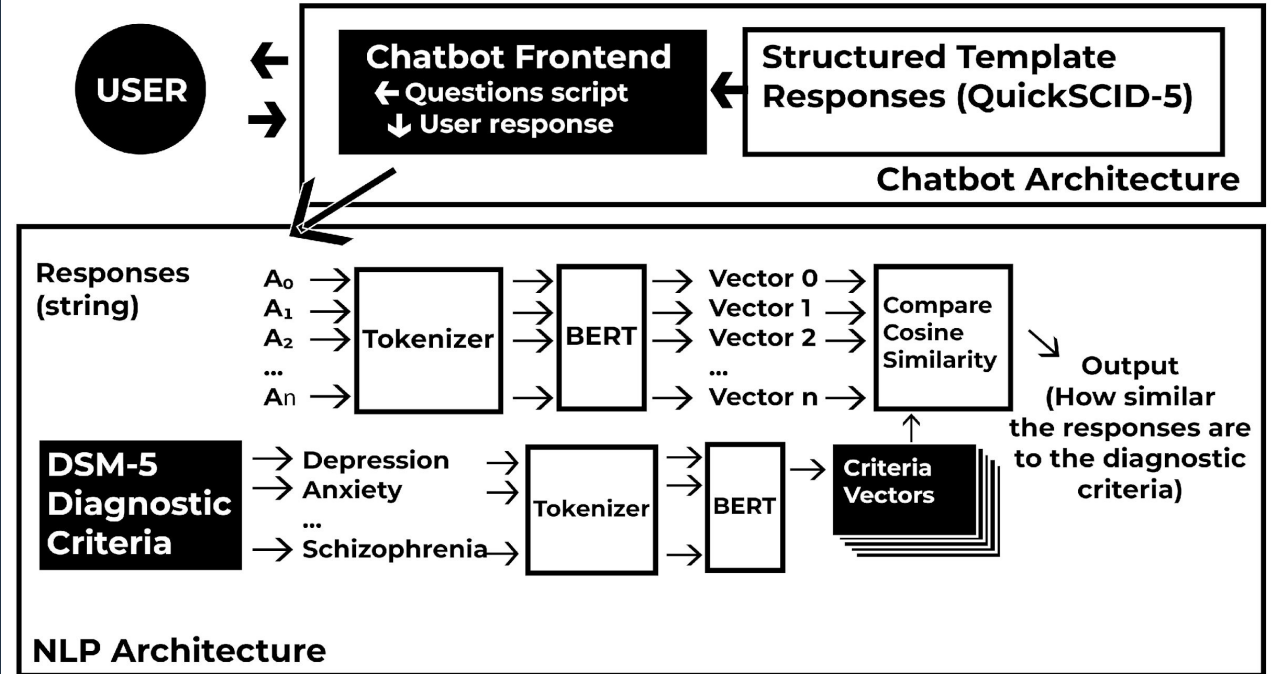 USER
Chatbot Frontend
← Questions script
↓ User response
Structured Template
Responses (QuickSCID-5)
Chatbot Architecture
Responses
(string)
A₀
A₁
A₂
...
An
Tokenizer
BERT
Vector 0
Vector 1
Vector 2
...
Vector n
Compare
Cosine
Similarity
Output
(How similar
the responses are
to the diagnostic
criteria)
DSM-5
Diagnostic
Criteria
Depression
Anxiety
...
Schizophrenia
Tokenizer
BERT
Criteria
Vectors
NLP Architecture